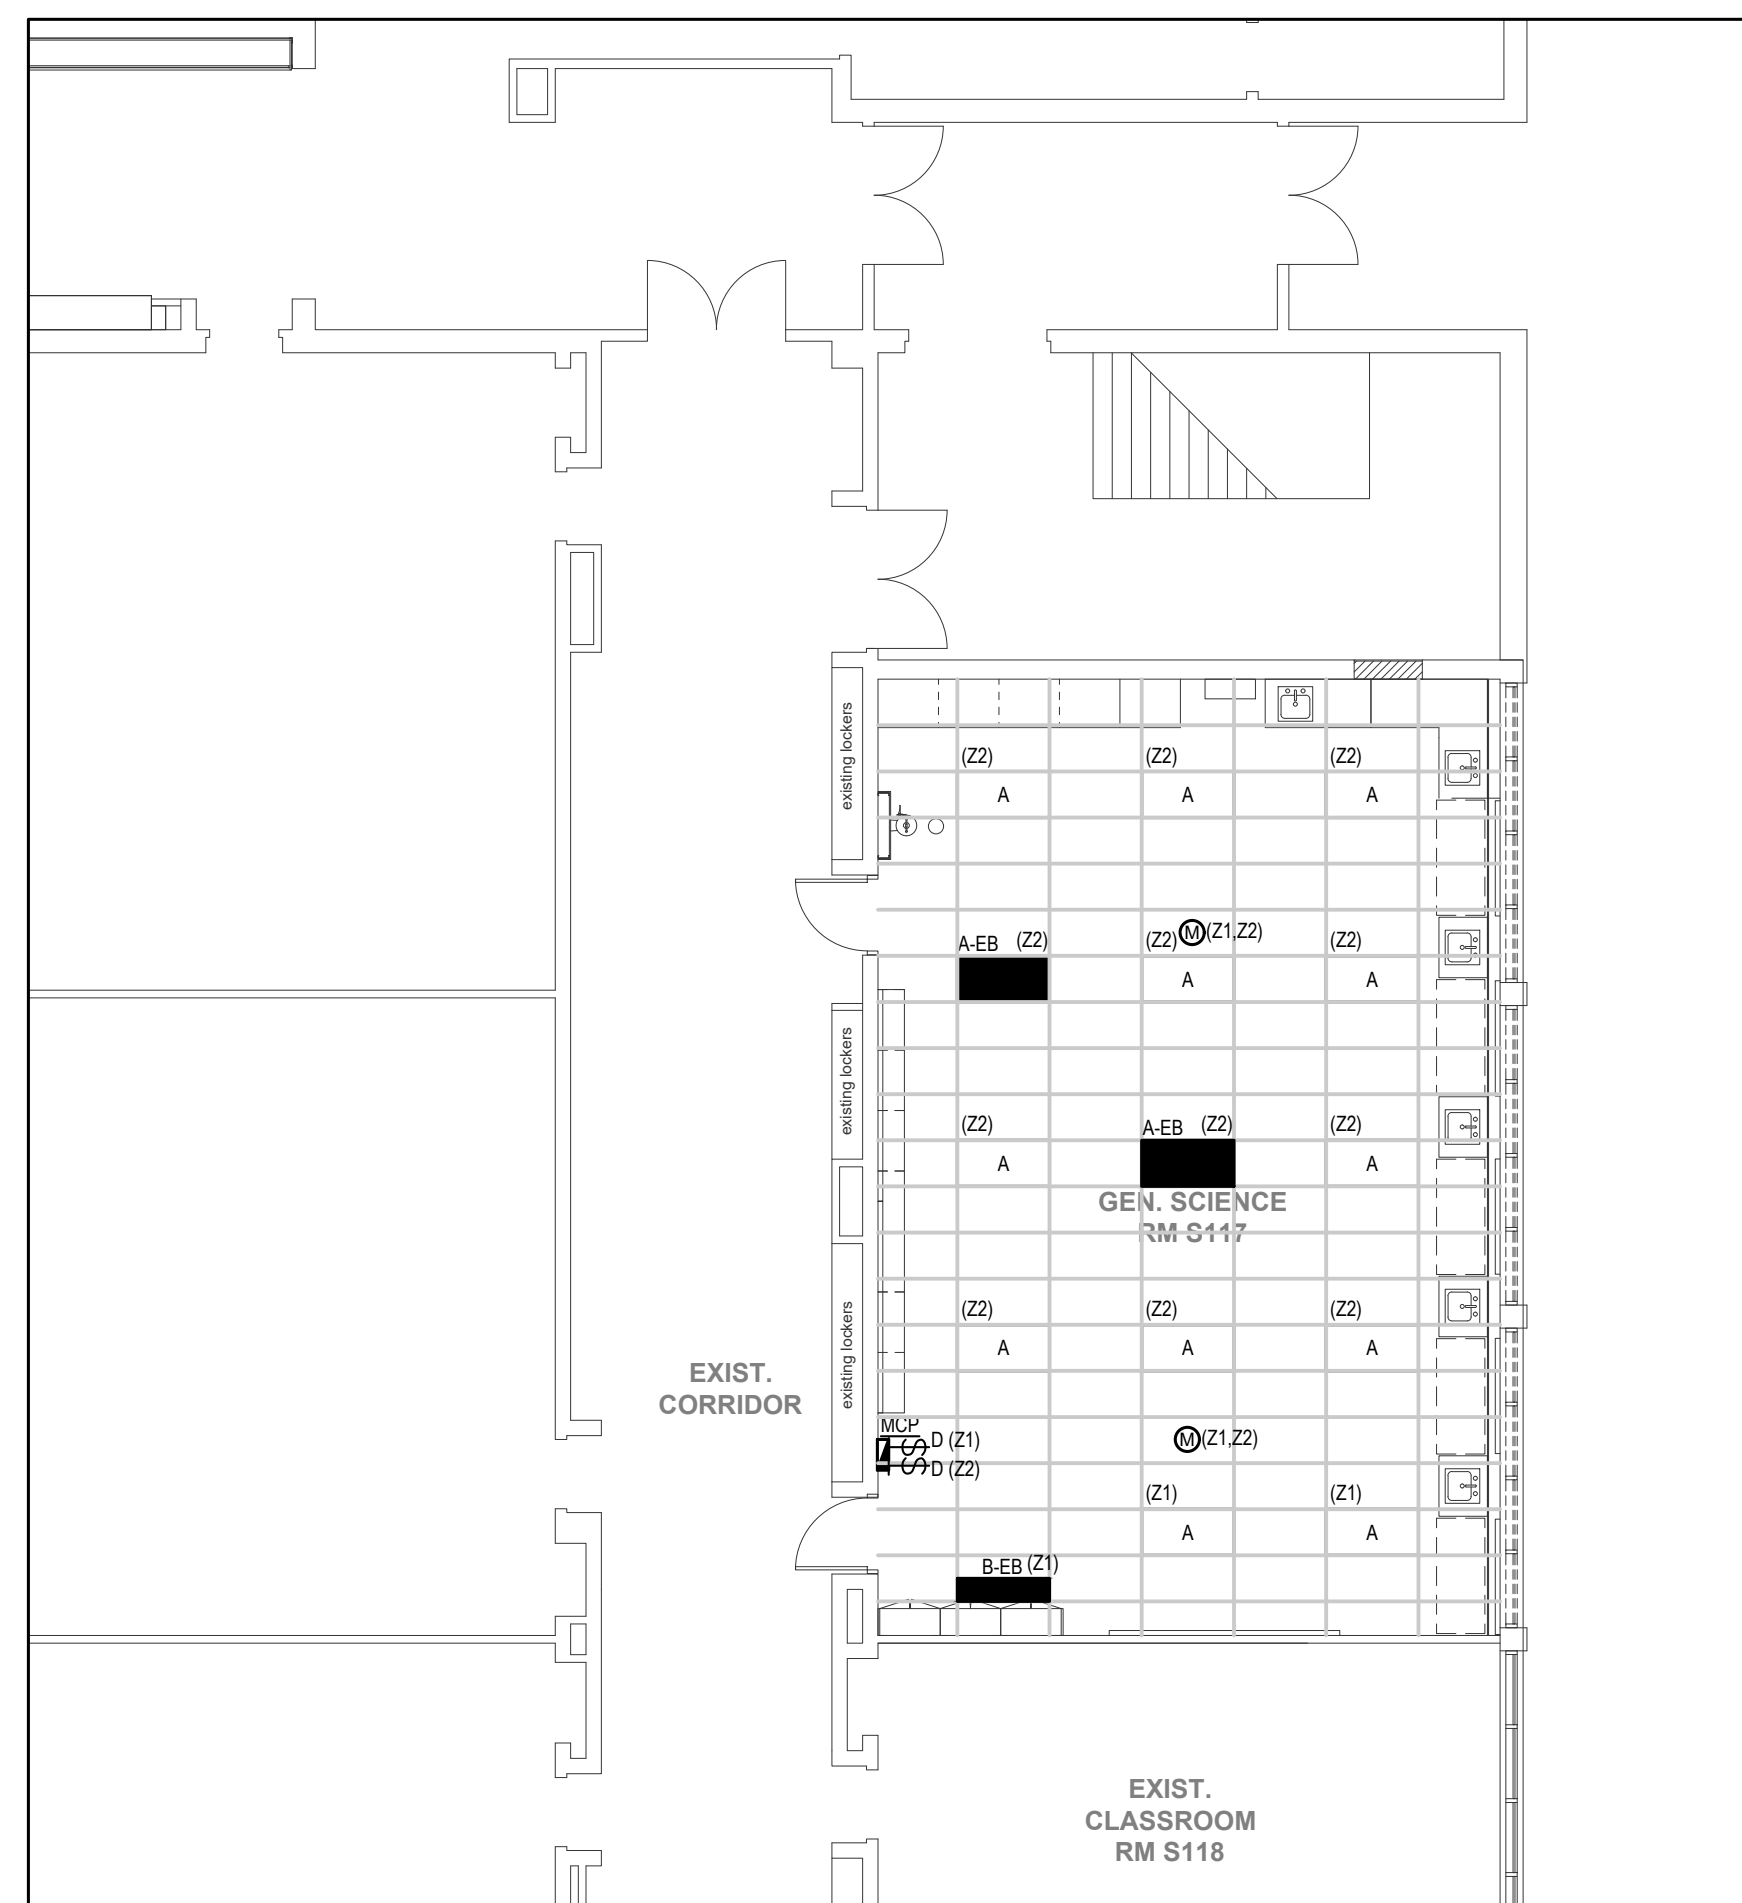 existing lockers
(Z2) (Z2) (Z2)
A A A
A-EB (Z2) (Z2) M (Z1,Z2) (Z2)
A A
existing lockers
(Z2) A-EB (Z2) (Z2)
A A
GEN. SCIENCE
RM S117
existing lockers
(Z2) (Z2) (Z2)
A A A
EXIST.
CORRIDOR
MCP
D (Z1)
D (Z2)
M (Z1,Z2)
(Z1) (Z1)
A A
B-EB (Z1)
EXIST.
CLASSROOM
RM S118